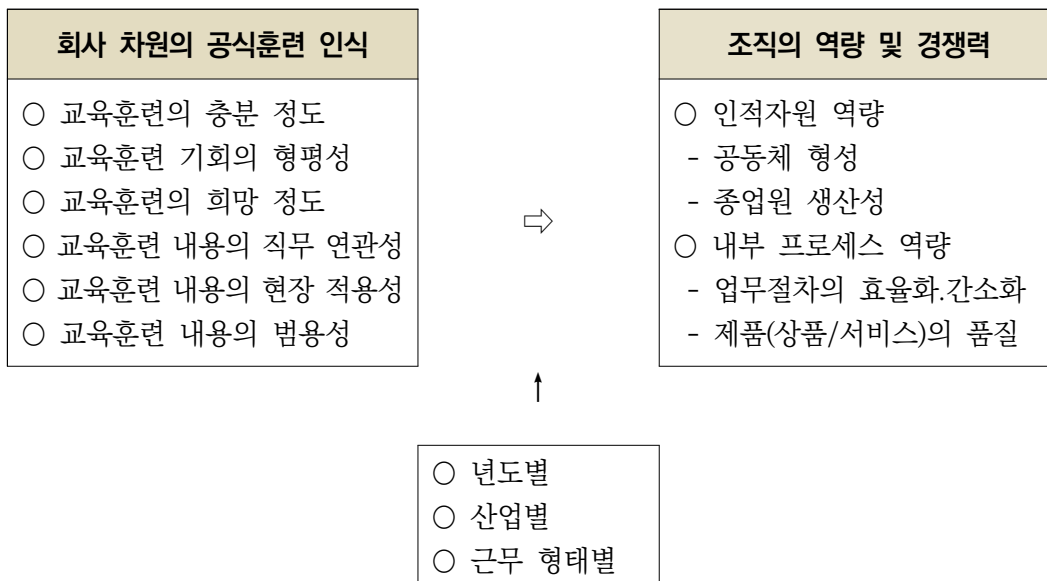 회사 차원의 공식훈련 인식
○ 교육훈련의 충분 정도
○ 교육훈련 기회의 형평성
○ 교육훈련의 희망 정도
○ 교육훈련 내용의 직무 연관성
○ 교육훈련 내용의 현장 적용성
○ 교육훈련 내용의 범용성
⇨
조직의 역량 및 경쟁력
○ 인적자원 역량
- 공동체 형성
- 종업원 생산성
○ 내부 프로세스 역량
- 업무절차의 효율화.간소화
- 제품(상품/서비스)의 품질
↑
○ 년도별
○ 산업별
○ 근무 형태별